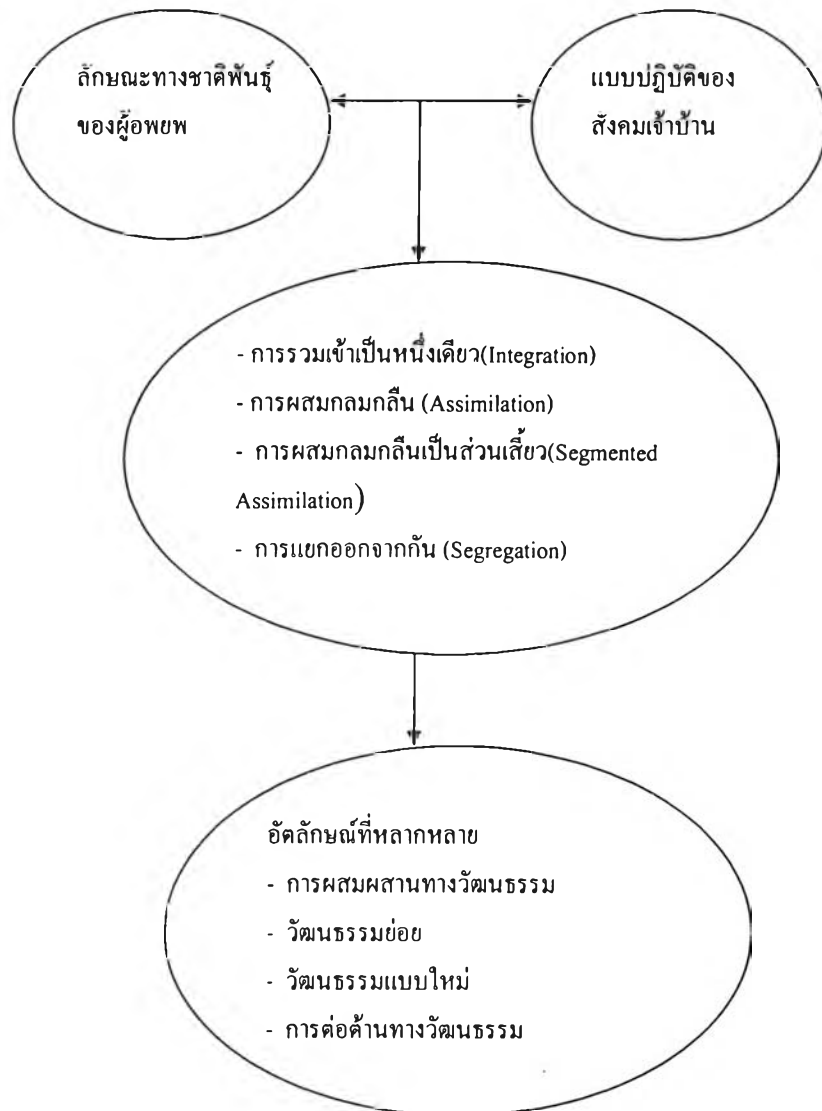 ลักษณะทางชาติพันธุ์
ของผู้อพยพ
แบบปฏิบัติของ
สังคมเจ้าบ้าน
- การรวมเข้าเป็นหนึ่งเดียว(Integration)
- การผสมกลมกลืน (Assimilation)
- การผสมกลมกลืนเป็นส่วนเสี้ยว(Segmented
Assimilation)
- การแยกออกจากกัน (Segregation)
อัตลักษณ์ที่หลากหลาย
- การผสมผสานทางวัฒนธรรม
- วัฒนธรรมย่อย
- วัฒนธรรมแบบใหม่
- การต่อต้านทางวัฒนธรรม